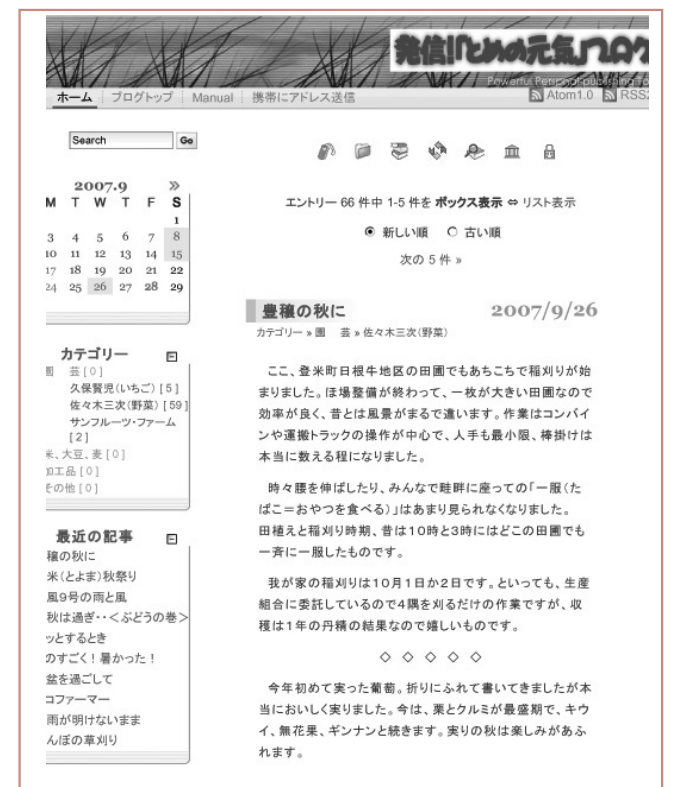 発信!「とめの元気」ブログ
Powerful Personal publishing To
ホーム ブログトップ Manual 携帯にアドレス送信
Atom1.0 RSS2
Search Go
2007.9 »
M T W T F S
1
3 4 5 6 7 8
10 11 12 13 14 15
17 18 19 20 21 22
24 25 26 27 28 29
カテゴリー
芸 [ 0 ]
久保賢児(いちご) [ 5 ]
佐々木三次(野菜) [ 59 ]
サンフルーツ・ファーム
[ 2 ]
米、大豆、麦 [ 0 ]
加工品 [ 0 ]
その他 [ 0 ]
最近の記事
穣の秋に
米(とよま)秋祭り
風9号の雨と風
秋は過ぎ・・<ぶどうの巻>
ッとするとき
のすごく!暑かった!
盆を過ごして
コファーマー
雨が明けないまま
んぼの草刈り
エントリー 66 件中 1-5 件を ボックス表示 ⇔ リスト表示
新しい順 古い順
次の 5 件 »
豊穣の秋に 2007/9/26
カテゴリー » 園 芸 » 佐々木三次(野菜)
ここ、登米町日根牛地区の田圃でもあちこちで稲刈りが始
まりました。ほ場整備が終わって、一枚が大きい田圃なので
効率が良く、昔とは風景がまるで違います。作業はコンバイ
ンや運搬トラックの操作が中心で、人手も最小限、棒掛けは
本当に数える程になりました。
時々腰を伸ばしたり、みんなで畦畔に座っての「一服(た
ばこ=おやつを食べる)」はあまり見られなくなりました。
田植えと稲刈り時期、昔は10時と3時にはどこの田圃でも
一斉に一服したものです。
我が家の稲刈りは10月1日か2日です。といっても、生産
組合に委託しているので4隅を刈るだけの作業ですが、収
穫は1年の丹精の結果なので嬉しいものです。
◇ ◇ ◇ ◇ ◇
今年初めて実った葡萄。折りにふれて書いてきましたが本
当においしく実りました。今は、栗とクルミが最盛期で、キウ
イ、無花果、ギンナンと続きます。実りの秋は楽しみがあふ
れます。